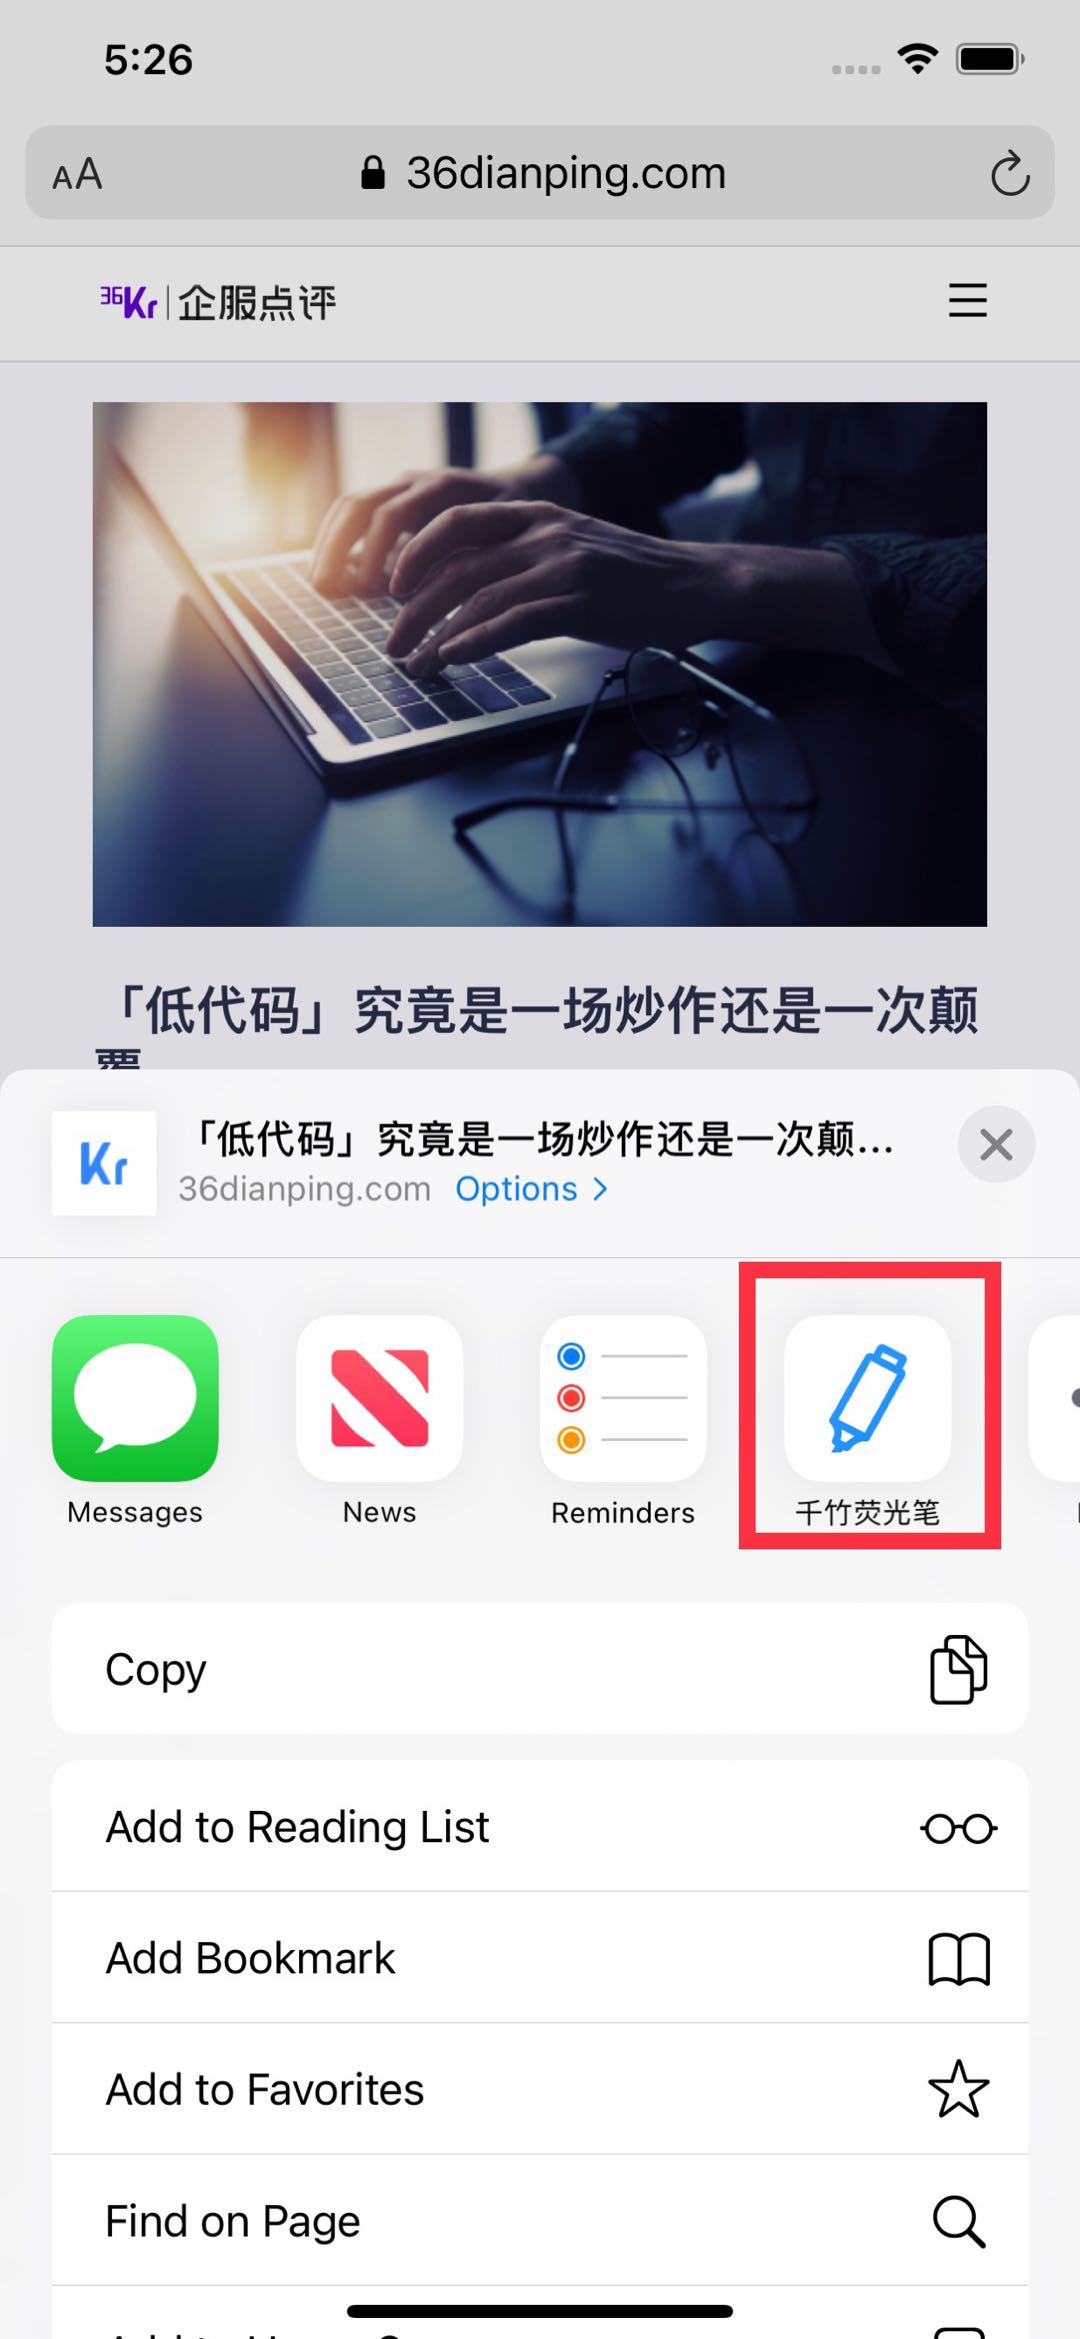 5:26
AA 36dianping.com
36Kr 企服点评
「低代码」究竟是一场炒作还是一次颠
覆
Kr
「低代码」究竟是一场炒作还是一次颠...
36dianping.com Options >
Messages News Reminders 千竹荧光笔
Copy
Add to Reading List
Add Bookmark
Add to Favorites
Find on Page